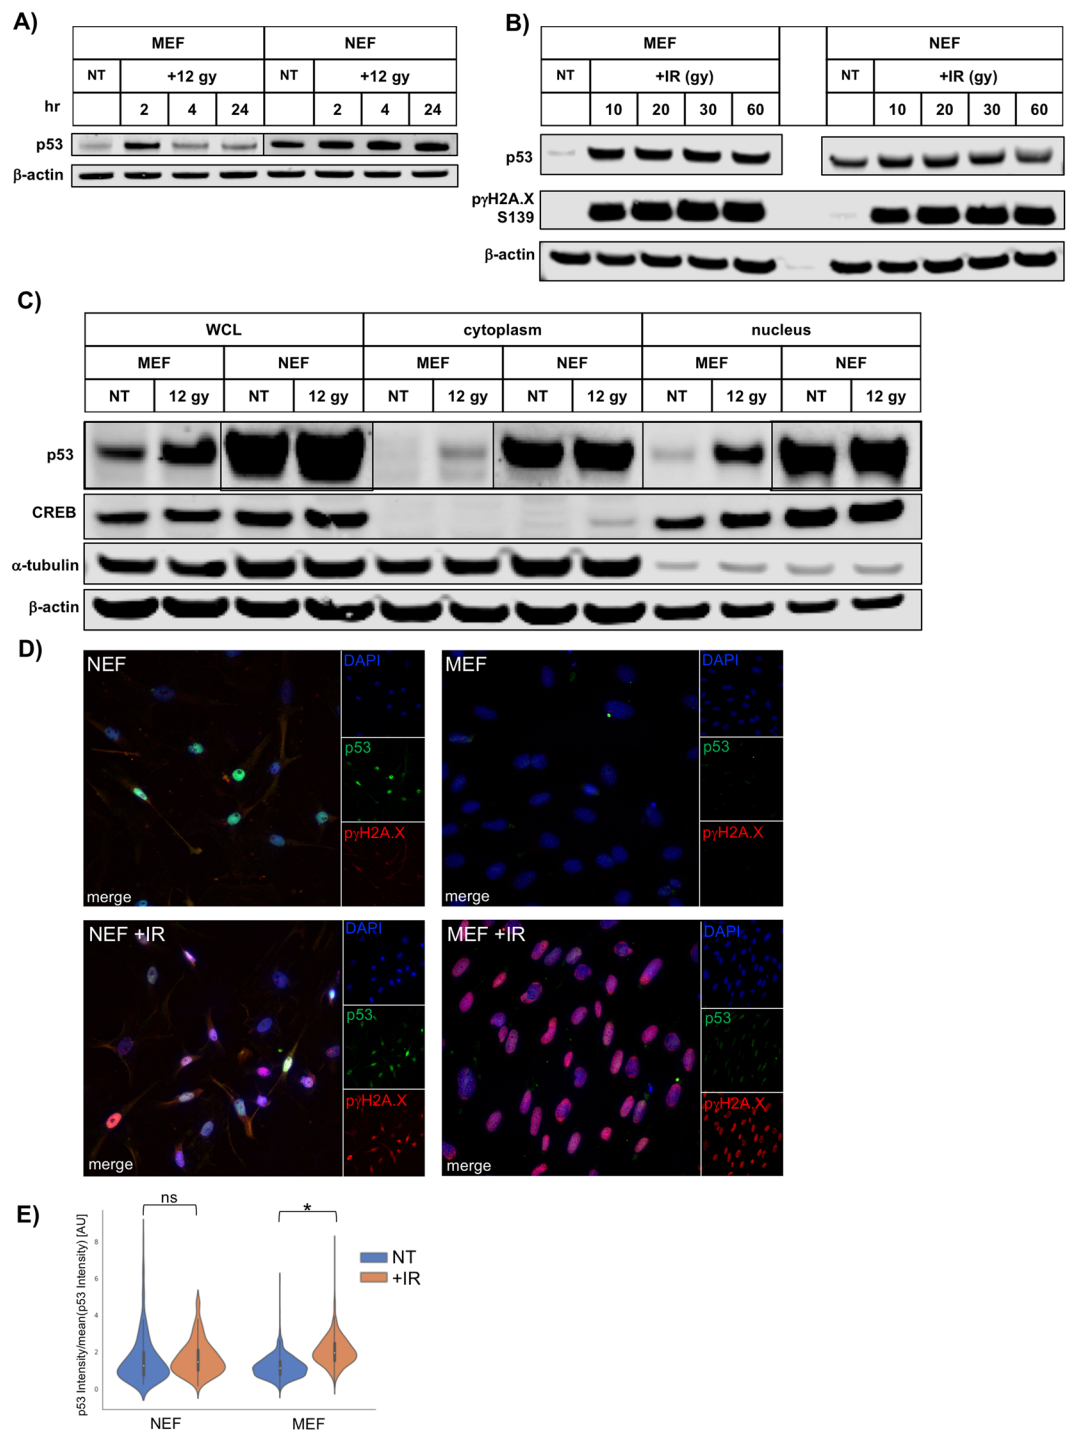 A)
MEF NEF
NT +12 gy NT +12 gy
hr 2 4 24 2 4 24
p53
β-actin
B)
MEF NEF
NT +IR (gy) NT +IR (gy)
10 20 30 60 10 20 30 60
p53
pγH2A.X
S139
β-actin
C)
WCL cytoplasm nucleus
MEF NEF MEF NEF MEF NEF
NT 12 gy NT 12 gy NT 12 gy NT 12 gy NT 12 gy NT 12 gy
p53
CREB
α-tubulin
β-actin
D)
NEF
DAPI
p53
pγH2A.X
merge
MEF
DAPI
p53
pγH2A.X
merge
NEF +IR
DAPI
p53
pγH2A.X
merge
MEF +IR
DAPI
p53
pγH2A.X
merge
E)
p53 Intensity/mean(p53 Intensity) [AU]
8
6
4
2
0
ns
*
NT
+IR
NEF MEF